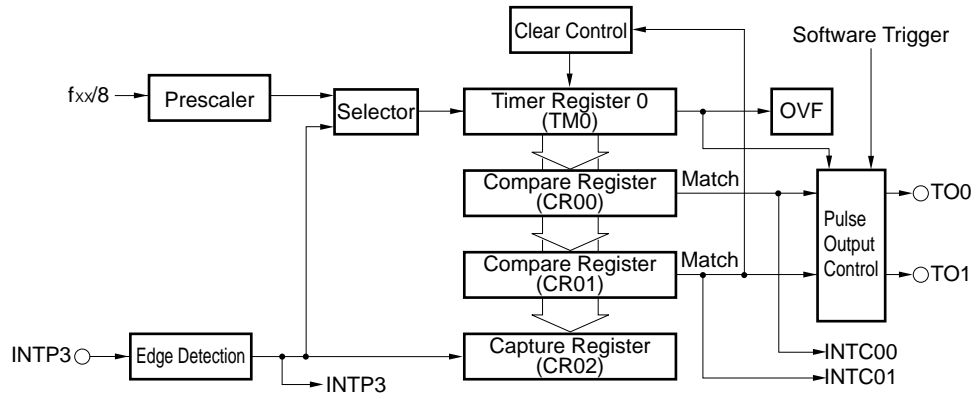 Clear Control
Software Trigger
fxx/8
Prescaler
Selector
Timer Register 0
(TM0)
OVF
Compare Register
(CR00)
Match
Pulse
Output
Control
TO0
Compare Register
(CR01)
Match
TO1
INTP3
Edge Detection
Capture Register
(CR02)
INTP3
INTC00
INTC01